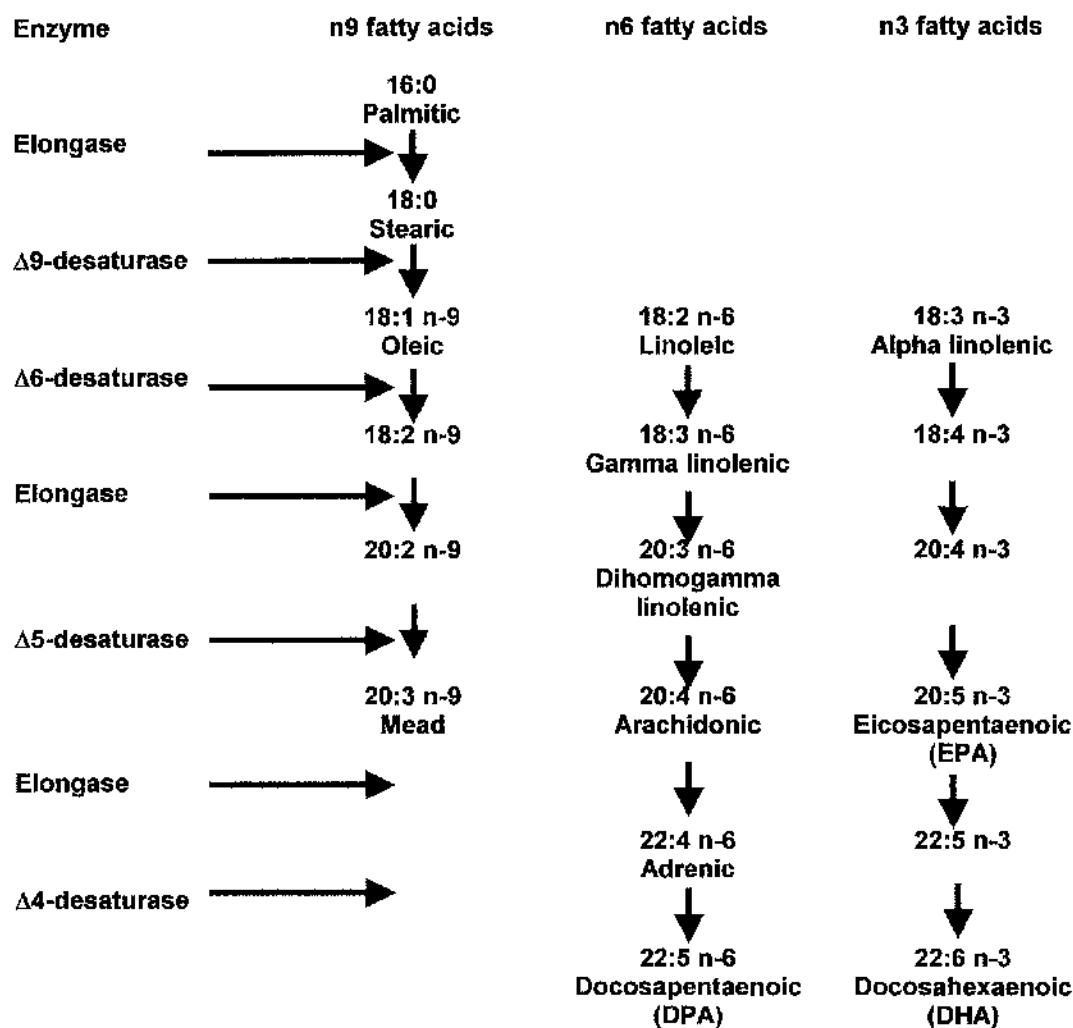 Enzyme n9 fatty acids n6 fatty acids n3 fatty acids
16:0
Palmitic
Elongase
18:0
Stearic
Δ9-desaturase
18:1 n-9 18:2 n-6 18:3 n-3
Oleic Linoleic Alpha linolenic
Δ6-desaturase
18:2 n-9 18:3 n-6 18:4 n-3
Gamma linolenic
Elongase
20:2 n-9 20:3 n-6 20:4 n-3
Dihomogamma
linolenic
Δ5-desaturase
20:3 n-9 20:4 n-6 20:5 n-3
Mead Arachidonic Eicosapentaenoic
(EPA)
Elongase
22:4 n-6 22:5 n-3
Adrenic
Δ4-desaturase
22:5 n-6 22:6 n-3
Docosapentaenoic Docosahexaenoic
(DPA) (DHA)